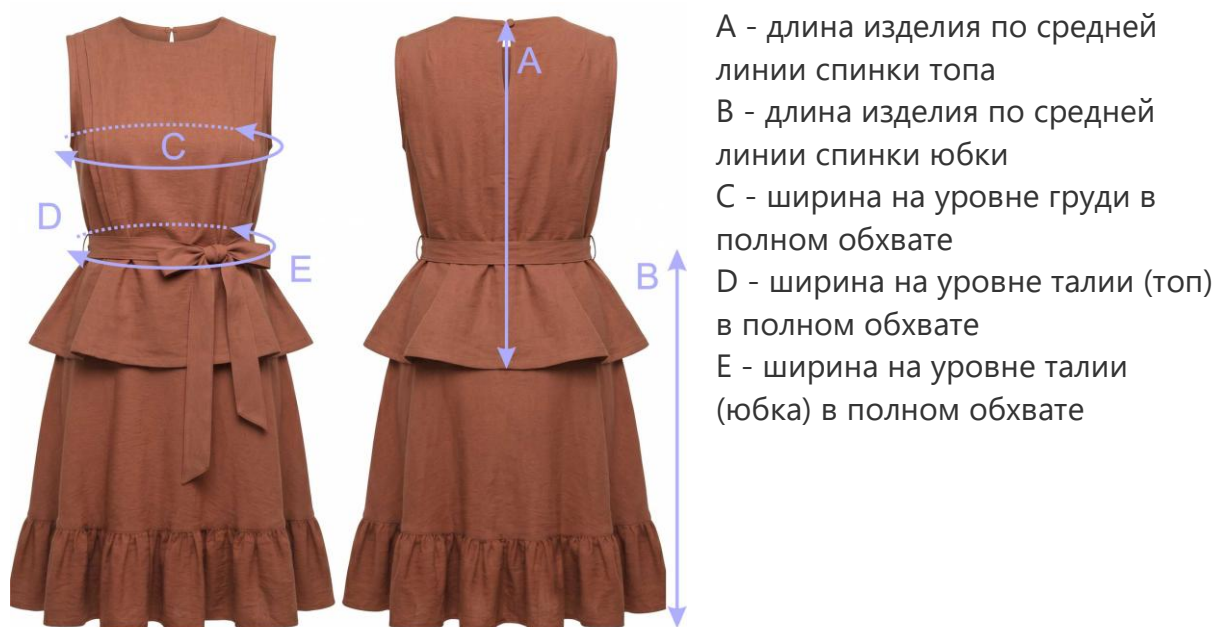 A - длина изделия по средней
линии спинки топа
B - длина изделия по средней
линии спинки юбки
C - ширина на уровне груди в
полном обхвате
D - ширина на уровне талии (топ)
в полном обхвате
E - ширина на уровне талии
(юбка) в полном обхвате
A
C
D
E
B